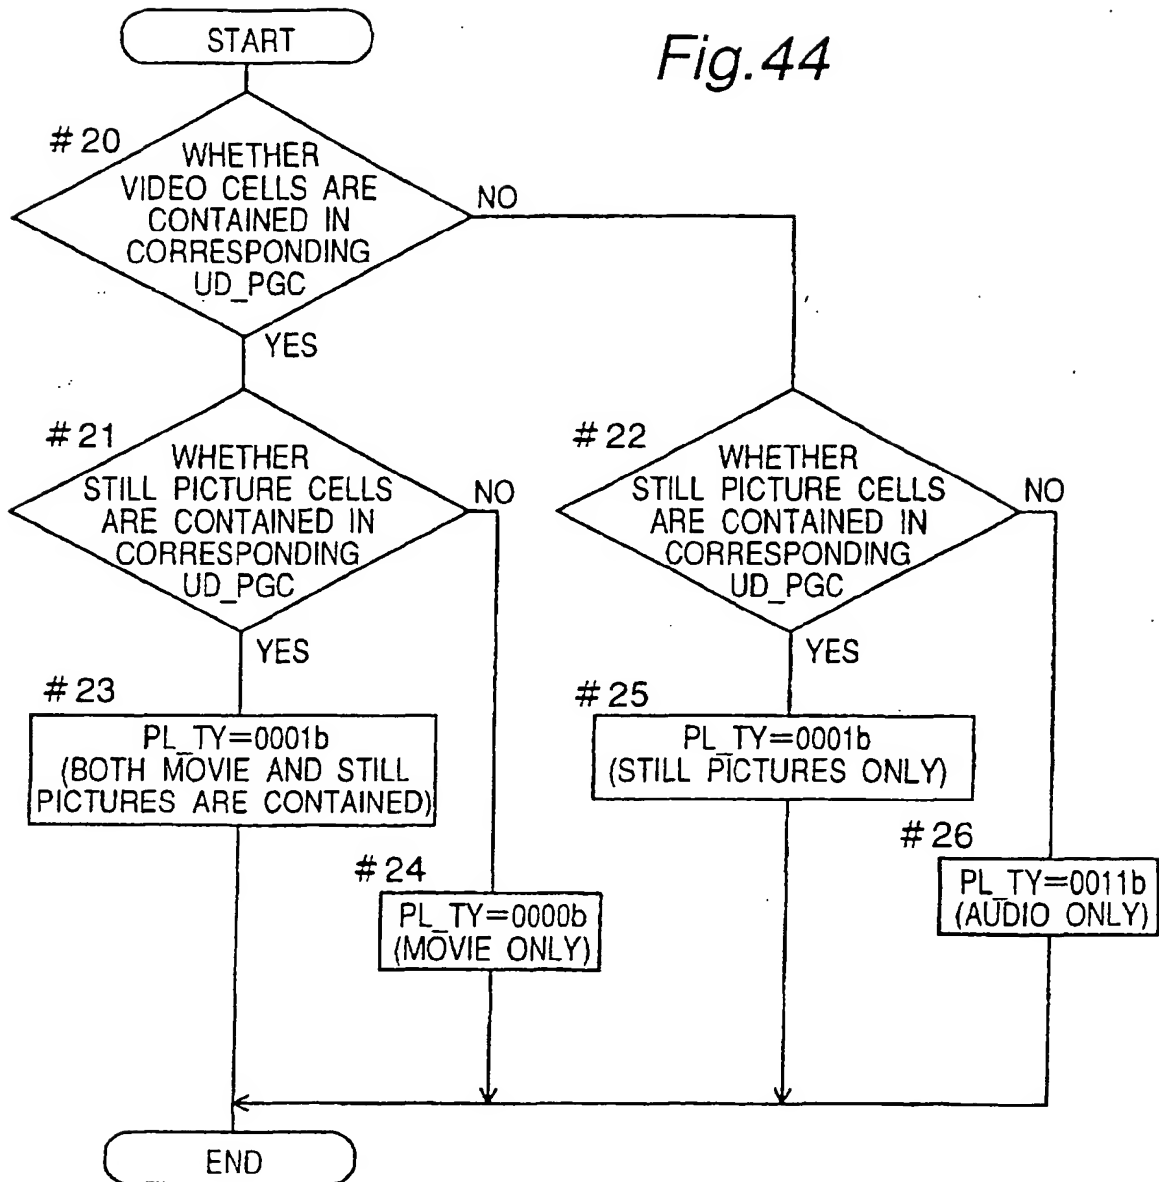 START
Fig.44
#20
WHETHER
VIDEO CELLS ARE
CONTAINED IN
CORRESPONDING
UD_PGC
NO
YES
#21
WHETHER
STILL PICTURE CELLS
ARE CONTAINED IN
CORRESPONDING
UD_PGC
NO
YES
#22
WHETHER
STILL PICTURE CELLS
ARE CONTAINED IN
CORRESPONDING
UD_PGC
NO
YES
#23
PL_TY=0001b
(BOTH MOVIE AND STILL
PICTURES ARE CONTAINED)
#24
PL_TY=0000b
(MOVIE ONLY)
#25
PL_TY=0001b
(STILL PICTURES ONLY)
#26
PL_TY=0011b
(AUDIO ONLY)
END